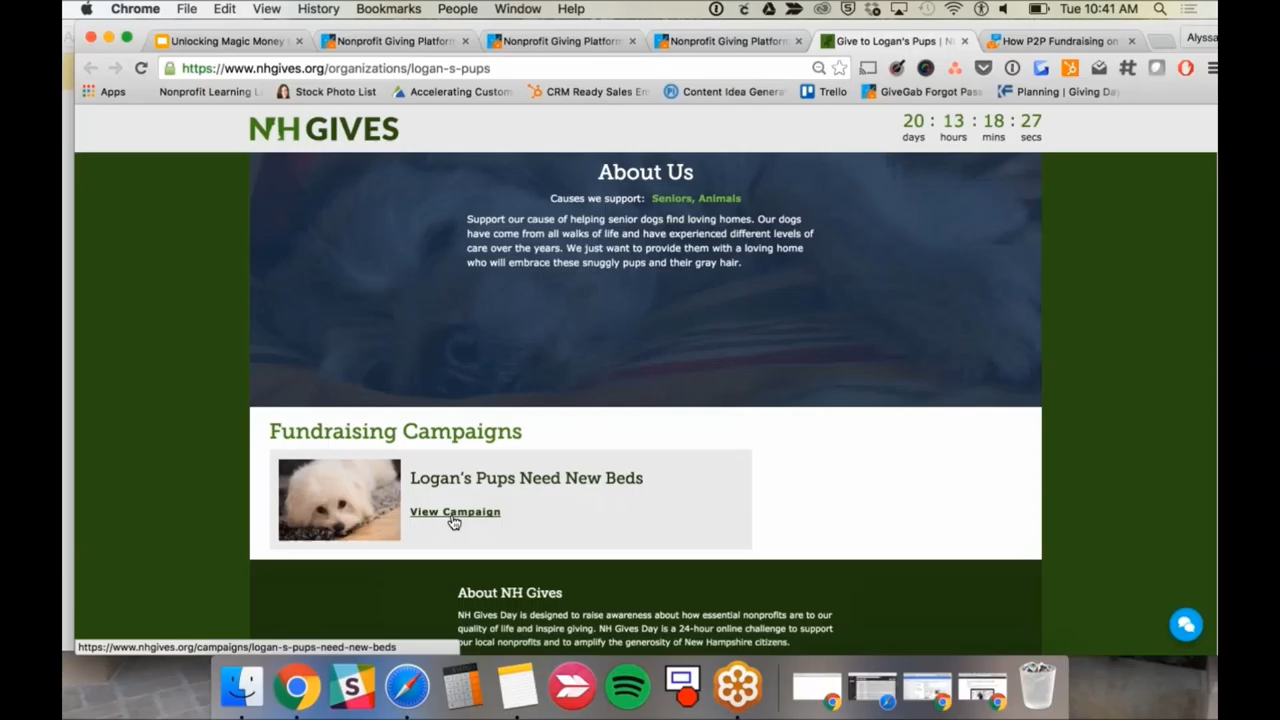 Chrome File Edit View History Bookmarks People Window Help Tue 10:41 AM
Unlocking Magic Money Nonprofit Giving Platform Nonprofit Giving Platform Nonprofit Giving Platform Give to Logan's Pups | N How P2P Fundraising on Alyssa
https://www.nhgives.org/organizations/logan-s-pups
Apps Nonprofit Learning Stock Photo List Accelerating Custom CRM Ready Sales Content Idea Genera Trello GiveGab Forgot Pas Planning | Giving Da
NH GIVES
20 : 13 : 18 : 27
days hours mins secs
About Us
Causes we support: Seniors, Animals
Support our cause of helping senior dogs find loving homes. Our dogs
have come from all walks of life and have experienced different levels of
care over the years. We just want to provide them with a loving home
who will embrace these snuggly pups and their gray hair.
Fundraising Campaigns
Logan's Pups Need New Beds
View Campaign
About NH Gives
NH Gives Day is designed to raise awareness about how essential nonprofits are to our
quality of life and inspire giving. NH Gives Day is a 24-hour online challenge to support
our local nonprofits and to amplify the generosity of New Hampshire citizens.
https://www.nhgives.org/campaigns/logan-s-pups-need-new-beds